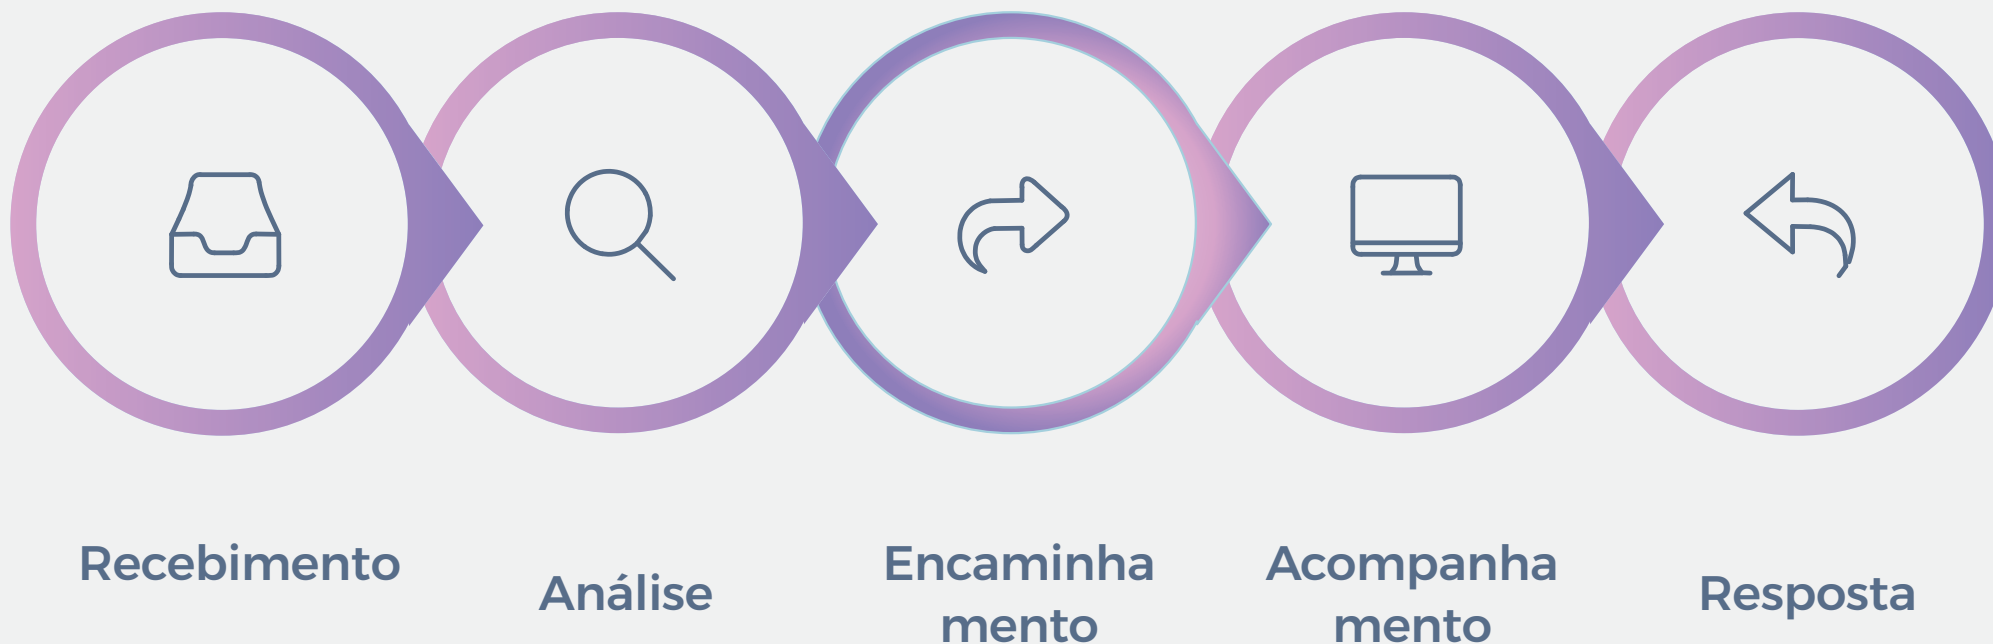 Recebimento
Análise
Encaminha
mento
Acompanha
mento
Resposta